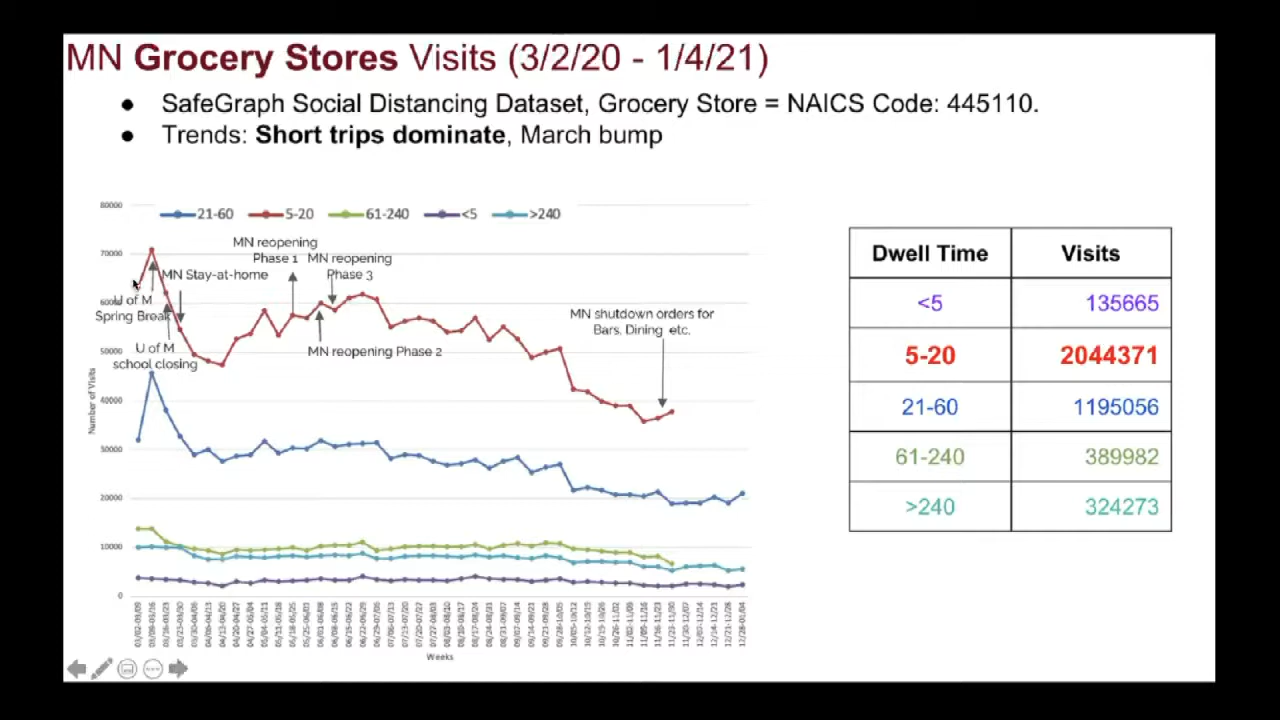 MN Grocery Stores Visits (3/2/20 - 1/4/21)
● SafeGraph Social Distancing Dataset, Grocery Store = NAICS Code: 445110.
● Trends: Short trips dominate, March bump
21-60 5-20 61-240 <5 >240
80000
70000
60000
50000
40000
30000
20000
10000
0
Number of Visits
MN reopening
Phase 1
MN reopening
Phase 3
MN Stay-at-home
U of M
Spring Break
U of M
school closing
MN reopening Phase 2
MN shutdown orders for
Bars, Dining etc.
Weeks
Dwell Time Visits
<5 135665
5-20 2044371
21-60 1195056
61-240 389982
>240 324273